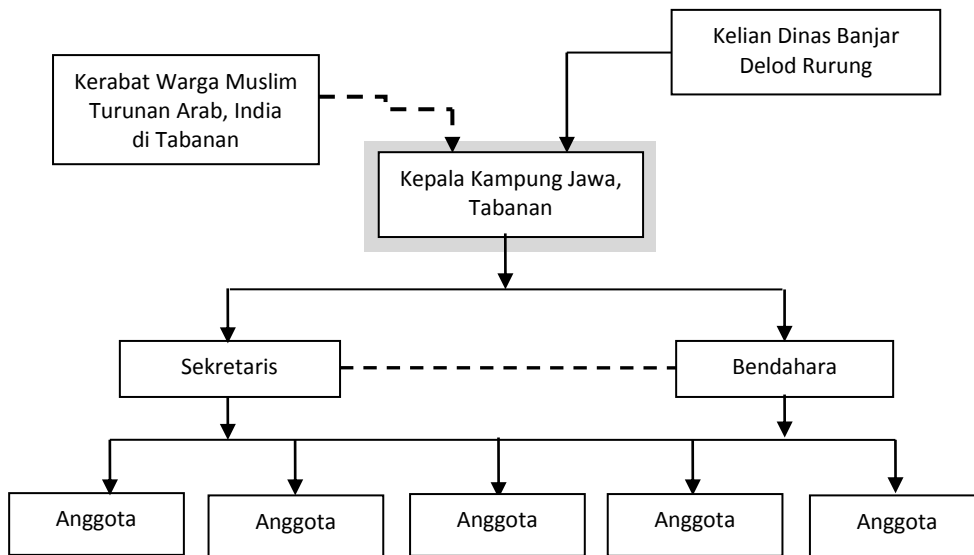 Kelian Dinas Banjar
Delod Rurung
Kerabat Warga Muslim
Turunan Arab, India
di Tabanan
Kepala Kampung Jawa,
Tabanan
Sekretaris
Bendahara
Anggota
Anggota
Anggota
Anggota
Anggota